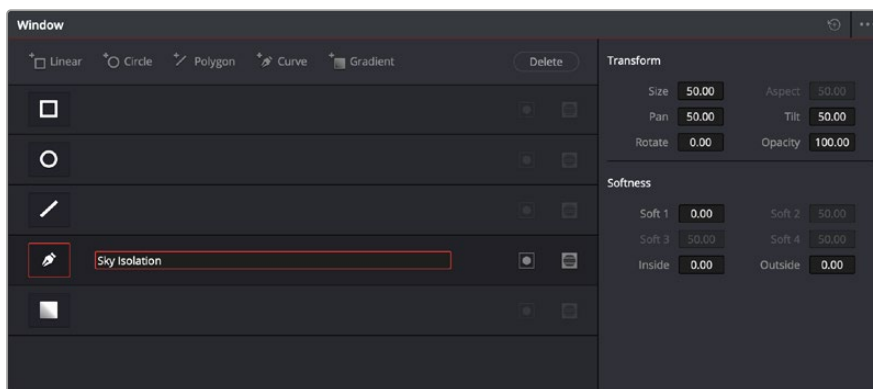 Window
Linear Circle Polygon Curve Gradient Delete
Sky Isolation
Transform
Size 50.00 Aspect 50.00
Pan 50.00 Tilt 50.00
Rotate 0.00 Opacity 100.00
Softness
Soft 1 0.00 Soft 2 50.00
Soft 3 50.00 Soft 4 50.00
Inside 0.00 Outside 0.00